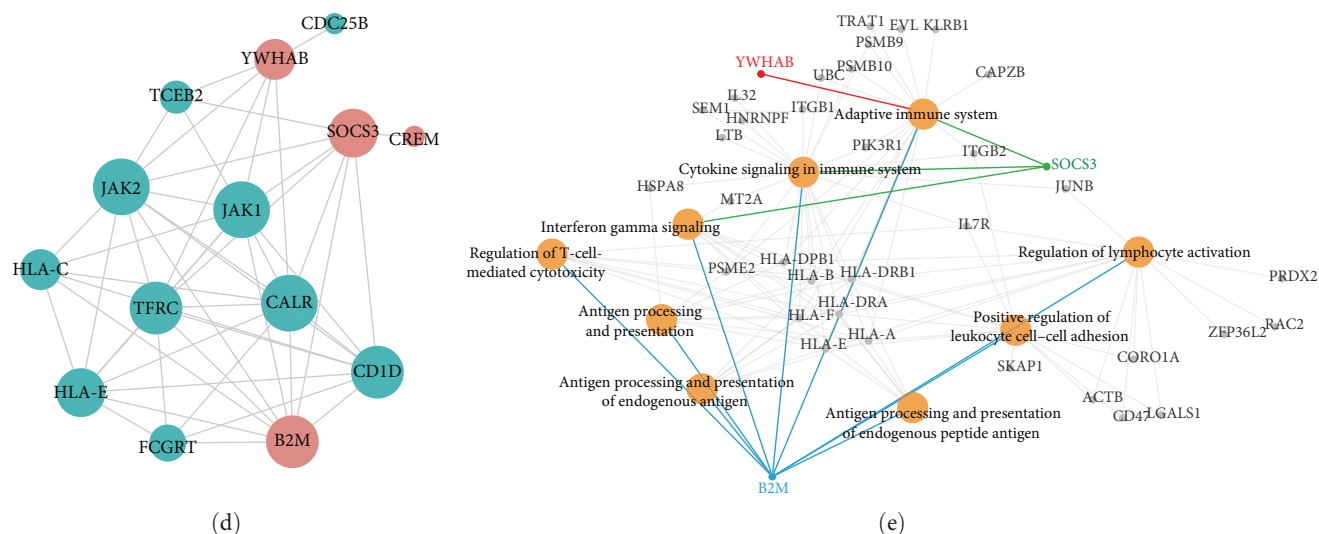 CDC25B
YWHAB
TCEB2
SOCS3
CREM
JAK2
JAK1
HLA-C
TFRC
CALR
CD1D
HLA-E
FCGRT
B2M
(d)
TRAT1
EVL
KLRB1
PSMB9
YWHAB
UBC
PSMB10
CAPZB
IL32
SEM1
ITGB1
Adaptive immune system
HNRNPF
LTB
PIK3R1
ITGB2
SOCS3
Cytokine signaling in immune system
HSPA8
JUNB
MT2A
Interferon gamma signaling
IL7R
Regulation of T-cell-
mediated cytotoxicity
Regulation of lymphocyte activation
HLA-DPB1
PSME2
HLA-B
HLA-DRB1
PRDX2
HLA-DRA
Antigen processing
and presentation
HLA-F
Positive regulation of
leukocyte cell–cell adhesion
ZFP36L2
RAC2
HLA-E
HLA-A
SKAP1
CORO1A
Antigen processing and presentation
of endogenous antigen
ACTB
CD47
LGALS1
Antigen processing and presentation
of endogenous peptide antigen
B2M
(e)